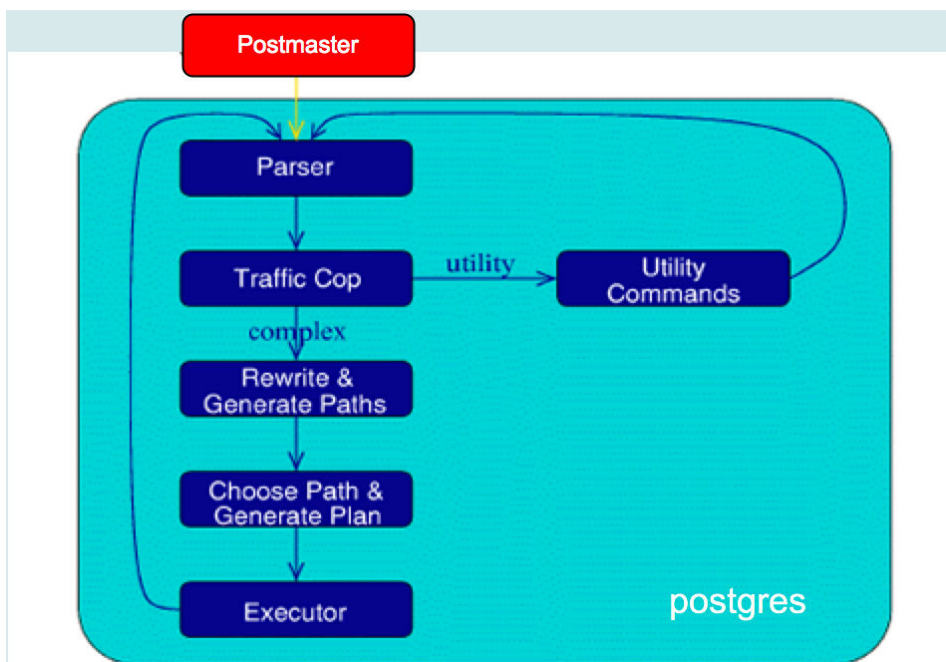 Postmaster
Parser
Traffic Cop
utility
Utility
Commands
complex
Rewrite &
Generate Paths
Choose Path &
Generate Plan
Executor
postgres